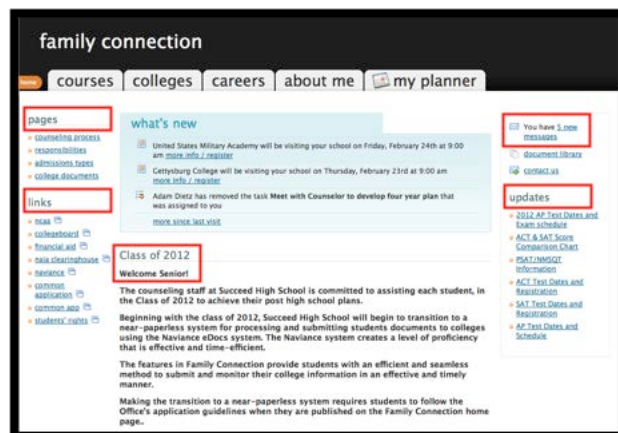 family connection
home
courses
colleges
careers
about me
my planner
pages
counseling process
responsibilities
admissions types
college documents
links
ncaa
collegeboard
financial aid
naia clearinghouse
naviance
common
application
common app
students' rights
what's new
United States Military Academy will be visiting your school on Friday, February 24th at 9:00
am more info / register
Gettysburg College will be visiting your school on Thursday, February 23rd at 9:00 am
more info / register
Adam Dietz has removed the task Meet with Counselor to develop four year plan that
was assigned to you
more since last visit
Class of 2012
Welcome Senior!
The counseling staff at Succeed High School is committed to assisting each student, in
the Class of 2012 to achieve their post high school plans.
Beginning with the class of 2012, Succeed High School will begin to transition to a
near-paperless system for processing and submitting students documents to colleges
using the Naviance eDocs system. The Naviance system creates a level of proficiency
that is effective and time-efficient.
The features in Family Connection provide students with an efficient and seamless
method to submit and monitor their college information in an effective and timely
manner.
Making the transition to a near-paperless system requires students to follow the
Office's application guidelines when they are published on the Family Connection home
page..
You have 5 new
messages
document library
contact us
updates
2012 AP Test Dates and
Exam schedule
ACT & SAT Score
Comparison Chart
PSAT/NMSQT
Information
ACT Test Dates and
Registration
SAT Test Dates and
Registration
AP Test Dates and
Schedule